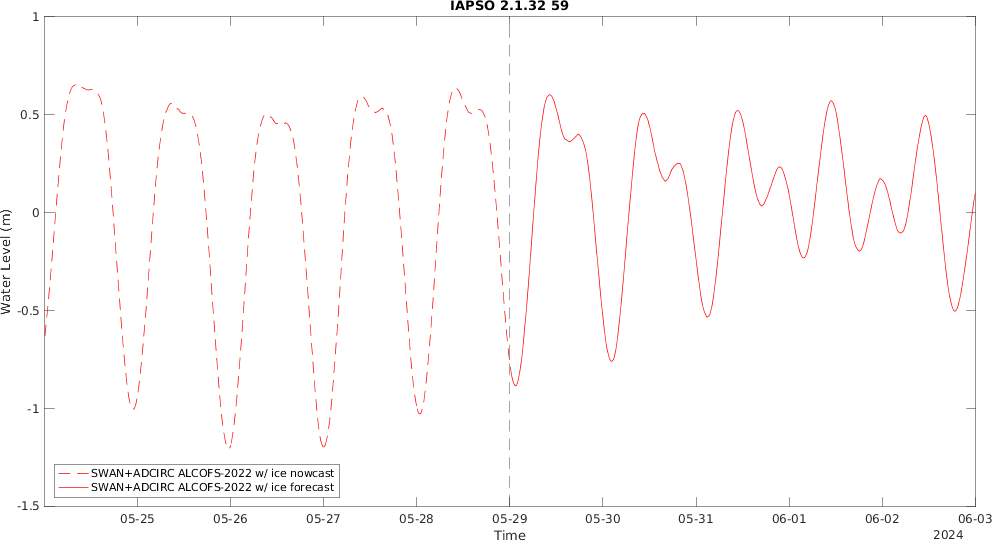 IAPSO 2.1.32 59
1
0.5
0
-0.5
-1
-1.5
Water Level (m)
SWAN+ADCIRC ALCOFS-2022 w/ ice nowcast
SWAN+ADCIRC ALCOFS-2022 w/ ice forecast
05-25 05-26 05-27 05-28 05-29 05-30 05-31 06-01 06-02 06-03
Time
2024